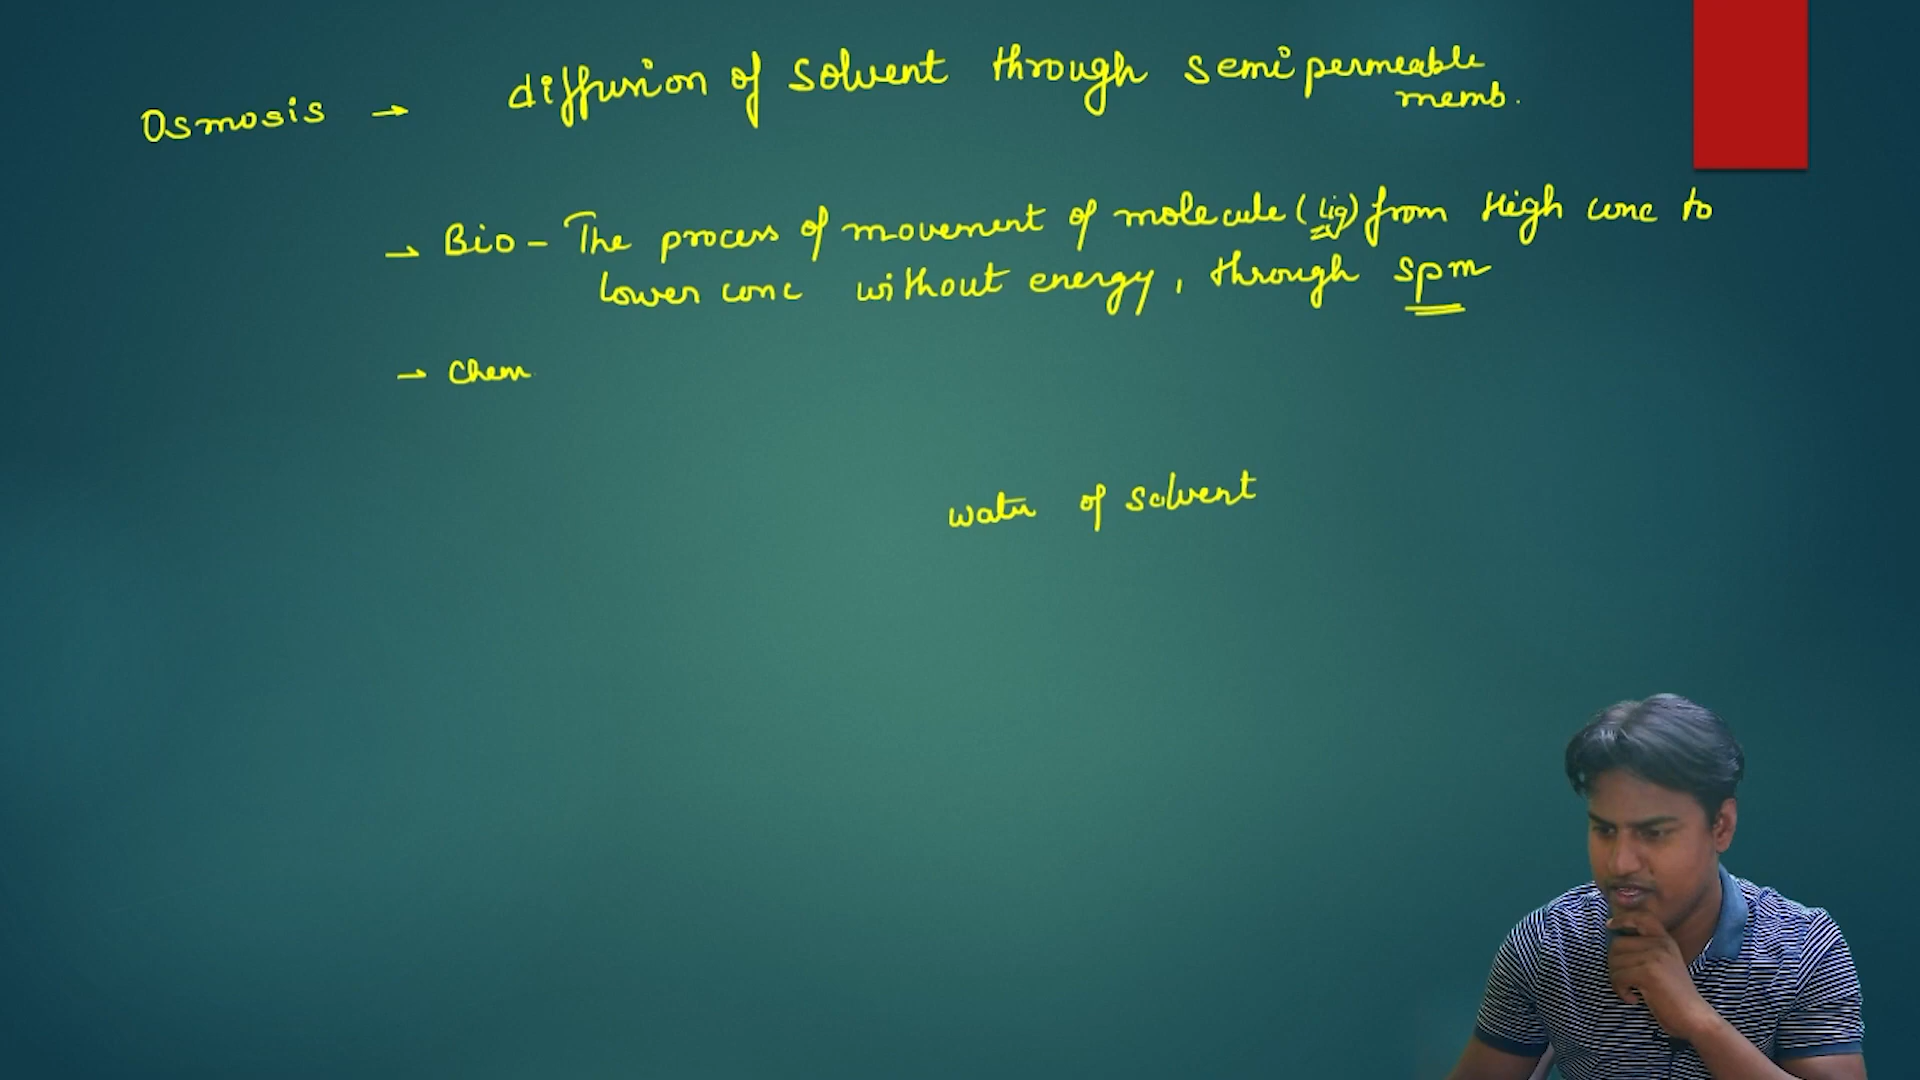 Osmosis → diffusion of solvent through semipermeable
memb.
→ Bio – The process of movement of molecule (liq) from High conc to
lower conc without energy, through spm
→ Chem
water of solvent